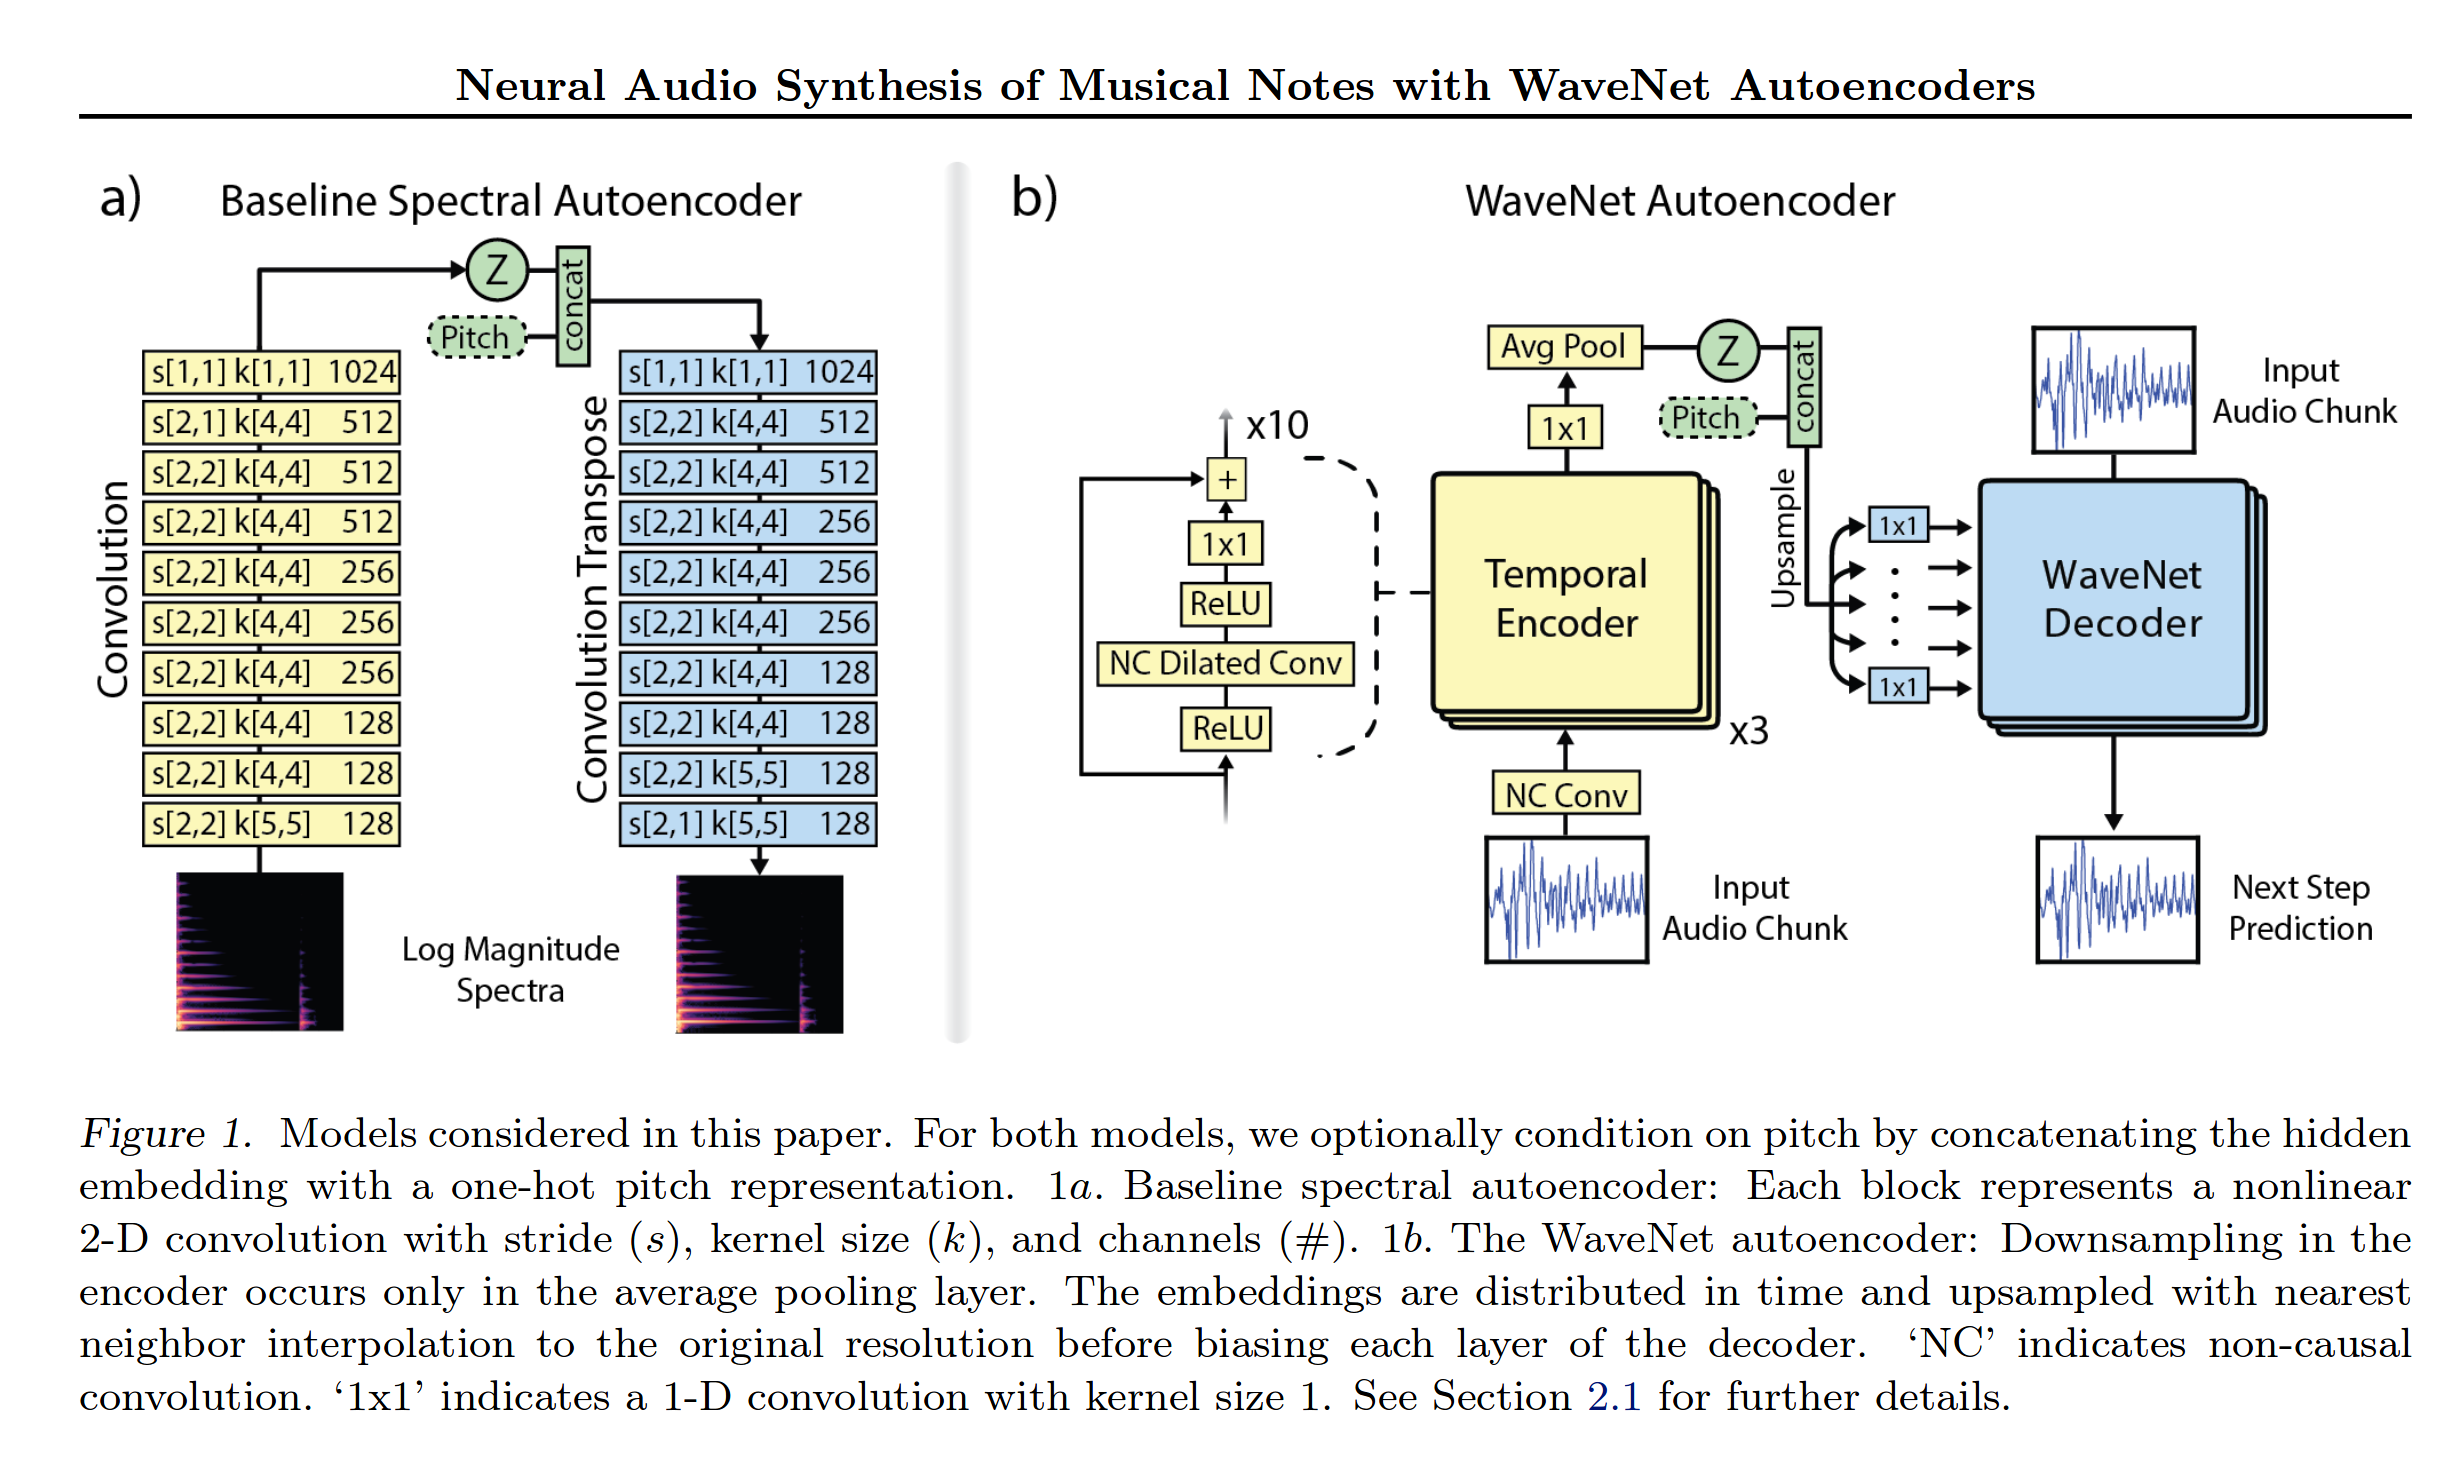 Neural Audio Synthesis of Musical Notes with WaveNet Autoencoders
a)
Baseline Spectral Autoencoder
Z
concat
Pitch
Convolution
s[1,1] k[1,1] 1024
s[2,1] k[4,4] 512
s[2,2] k[4,4] 512
s[2,2] k[4,4] 512
s[2,2] k[4,4] 256
s[2,2] k[4,4] 256
s[2,2] k[4,4] 256
s[2,2] k[4,4] 128
s[2,2] k[4,4] 128
s[2,2] k[5,5] 128
Convolution Transpose
s[1,1] k[1,1] 1024
s[2,2] k[4,4] 512
s[2,2] k[4,4] 512
s[2,2] k[4,4] 256
s[2,2] k[4,4] 256
s[2,2] k[4,4] 256
s[2,2] k[4,4] 128
s[2,2] k[4,4] 128
s[2,2] k[5,5] 128
s[2,1] k[5,5] 128
Log Magnitude
Spectra
b)
WaveNet Autoencoder
x10
+
1x1
ReLU
NC Dilated Conv
ReLU
Avg Pool
1x1
Temporal
Encoder
x3
NC Conv
Input
Audio Chunk
Z
Pitch
concat
Upsample
1x1
1x1
Input
Audio Chunk
WaveNet
Decoder
Next Step
Prediction
Figure 1. Models considered in this paper. For both models, we optionally condition on pitch by concatenating the hidden
embedding with a one-hot pitch representation. 1a. Baseline spectral autoencoder: Each block represents a nonlinear
2-D convolution with stride (s), kernel size (k), and channels (#). 1b. The WaveNet autoencoder: Downsampling in the
encoder occurs only in the average pooling layer. The embeddings are distributed in time and upsampled with nearest
neighbor interpolation to the original resolution before biasing each layer of the decoder. ‘NC’ indicates non-causal
convolution. ‘1x1’ indicates a 1-D convolution with kernel size 1. See Section 2.1 for further details.